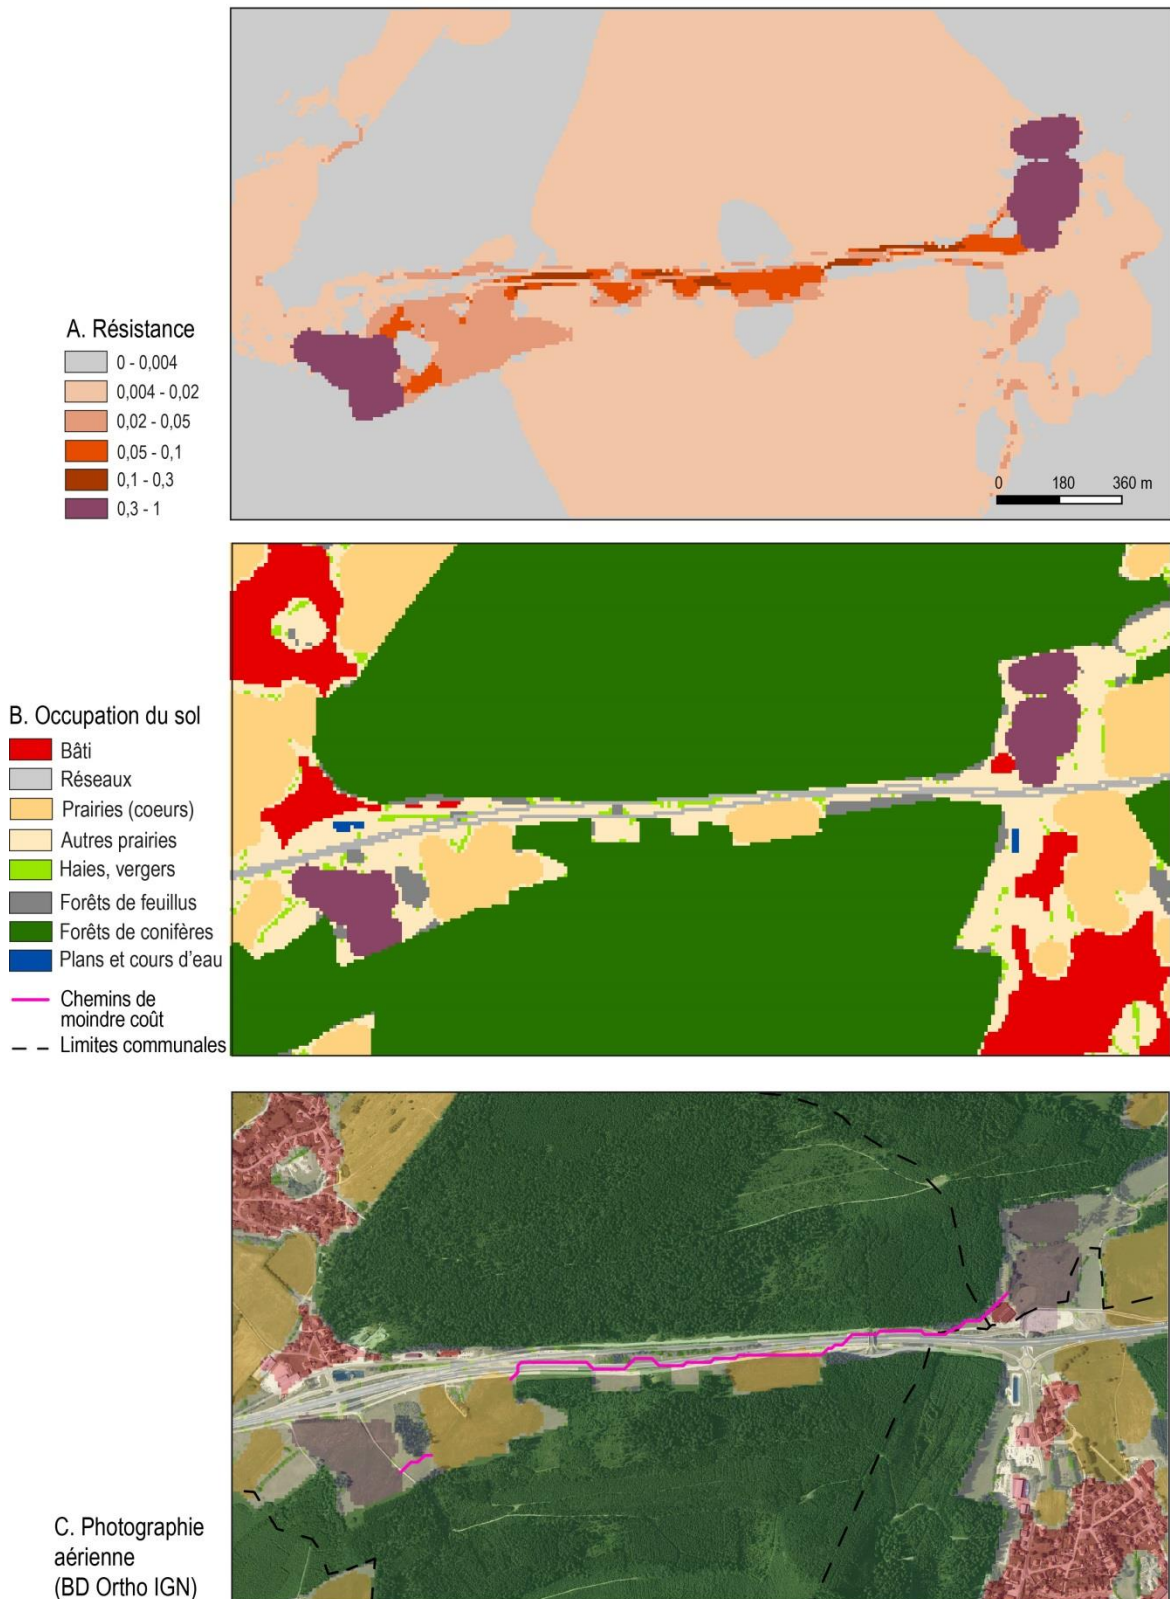 A. Résistance
0 - 0,004
0,004 - 0,02
0,02 - 0,05
0,05 - 0,1
0,1 - 0,3
0,3 - 1
0 180 360 m
B. Occupation du sol
Bâti
Réseaux
Prairies (coeurs)
Autres prairies
Haies, vergers
Forêts de feuillus
Forêts de conifères
Plans et cours d'eau
Chemins de
moindre coût
Limites communales
C. Photographie
aérienne
(BD Ortho IGN)